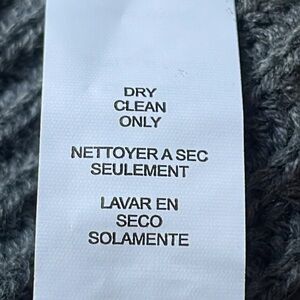 DRY
CLEAN
ONLY
NETTOYER A SEC
SEULEMENT
LAVAR EN
SECO
SOLAMENTE